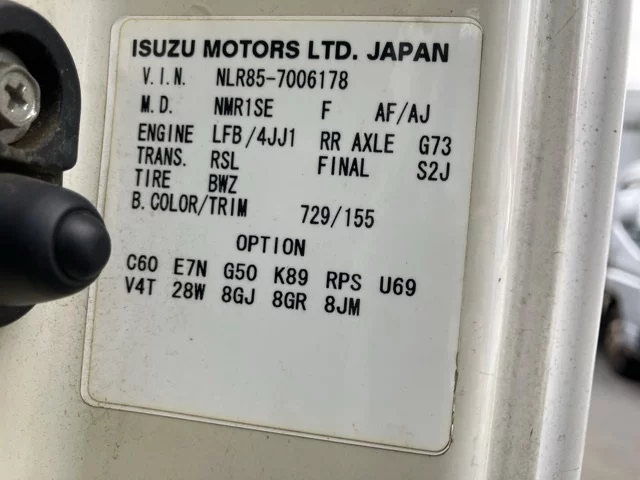 ISUZU MOTORS LTD. JAPAN
V.I.N. NLR85-7006178
M.D. NMR1SE F AF/AJ
ENGINE LFB/4JJ1 RR AXLE G73
TRANS. RSL FINAL S2J
TIRE BWZ
B.COLOR/TRIM 729/155
OPTION
C60 E7N G50 K89 RPS U69
V4T 28W 8GJ 8GR 8JM